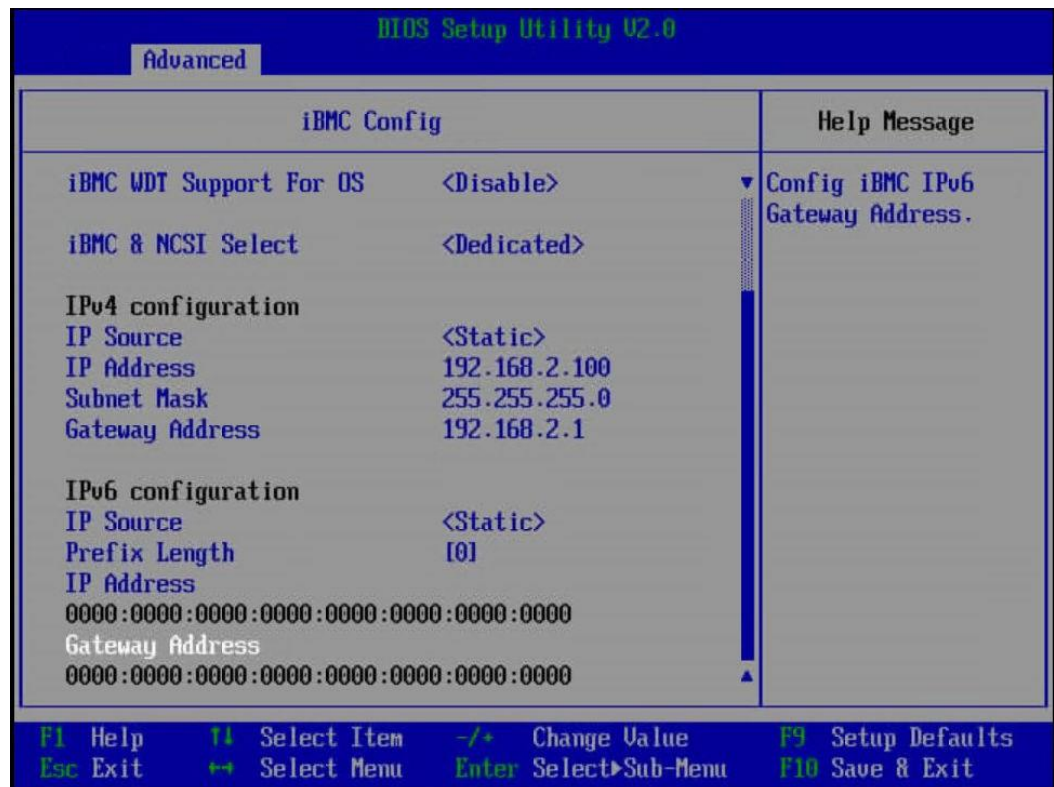 BIOS Setup Utility V2.0
Advanced
iBMC Config
Help Message
iBMC WDT Support For OS <Disable>
Config iBMC IPv6
Gateway Address.
iBMC & NCSI Select <Dedicated>
IPv4 configuration
IP Source <Static>
IP Address 192.168.2.100
Subnet Mask 255.255.255.0
Gateway Address 192.168.2.1
IPv6 configuration
IP Source <Static>
Prefix Length [0]
IP Address
0000:0000:0000:0000:0000:0000:0000:0000
Gateway Address
0000:0000:0000:0000:0000:0000:0000:0000
F1 Help ↑↓ Select Item -/+ Change Value F9 Setup Defaults
Esc Exit ←→ Select Menu Enter Select▶Sub-Menu F10 Save & Exit